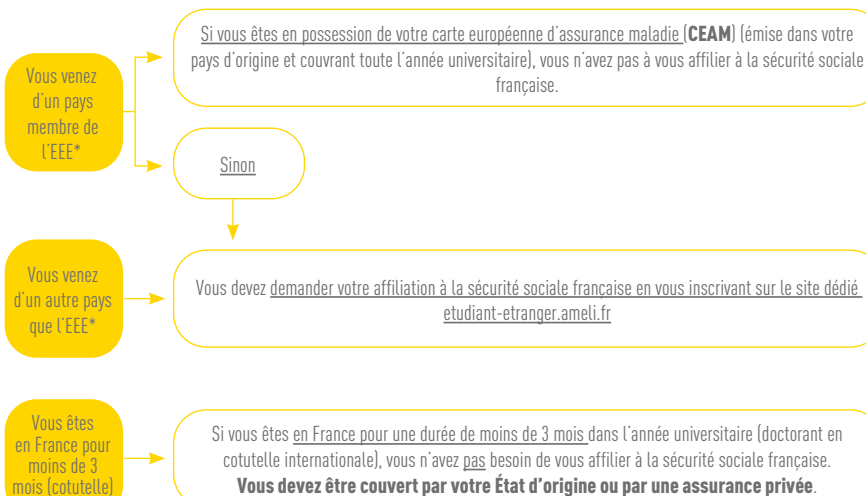 Si vous êtes en possession de votre carte européenne d'assurance maladie (CEAM) (émise dans votre
pays d'origine et couvrant toute l'année universitaire), vous n'avez pas à vous affilier à la sécurité sociale
française.
Vous venez
d'un pays
membre de
l'EEE*
Sinon
Vous venez
d'un autre pays
que l'EEE*
Vous devez demander votre affiliation à la sécurité sociale française en vous inscrivant sur le site dédié
etudiant-etranger.ameli.fr
Vous êtes
en France pour
moins de 3
mois (cotutelle)
Si vous êtes en France pour une durée de moins de 3 mois dans l'année universitaire (doctorant en
cotutelle internationale), vous n'avez pas besoin de vous affilier à la sécurité sociale française.
Vous devez être couvert par votre État d'origine ou par une assurance privée.